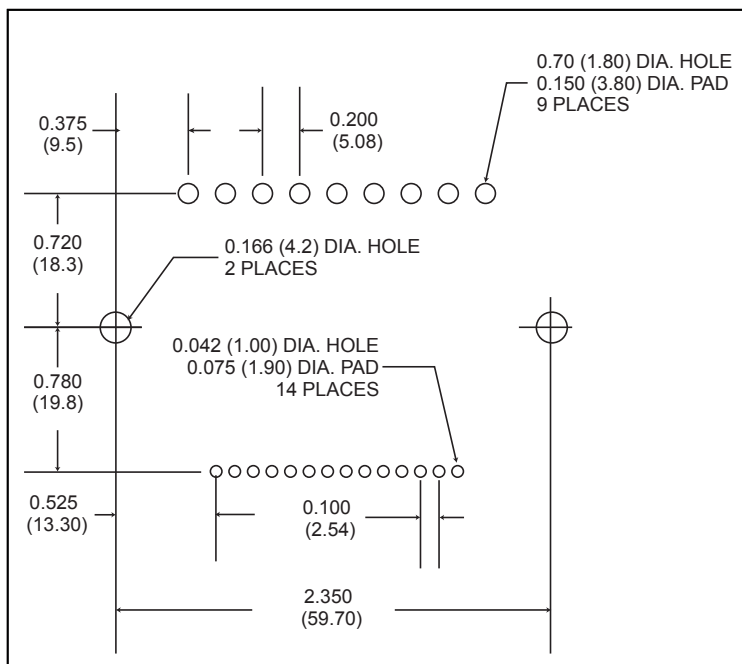 0.70 (1.80) DIA. HOLE
0.150 (3.80) DIA. PAD
9 PLACES
0.375
(9.5)
0.200
(5.08)
0.720
(18.3)
0.166 (4.2) DIA. HOLE
2 PLACES
0.042 (1.00) DIA. HOLE
0.075 (1.90) DIA. PAD
14 PLACES
0.780
(19.8)
0.525
(13.30)
0.100
(2.54)
2.350
(59.70)